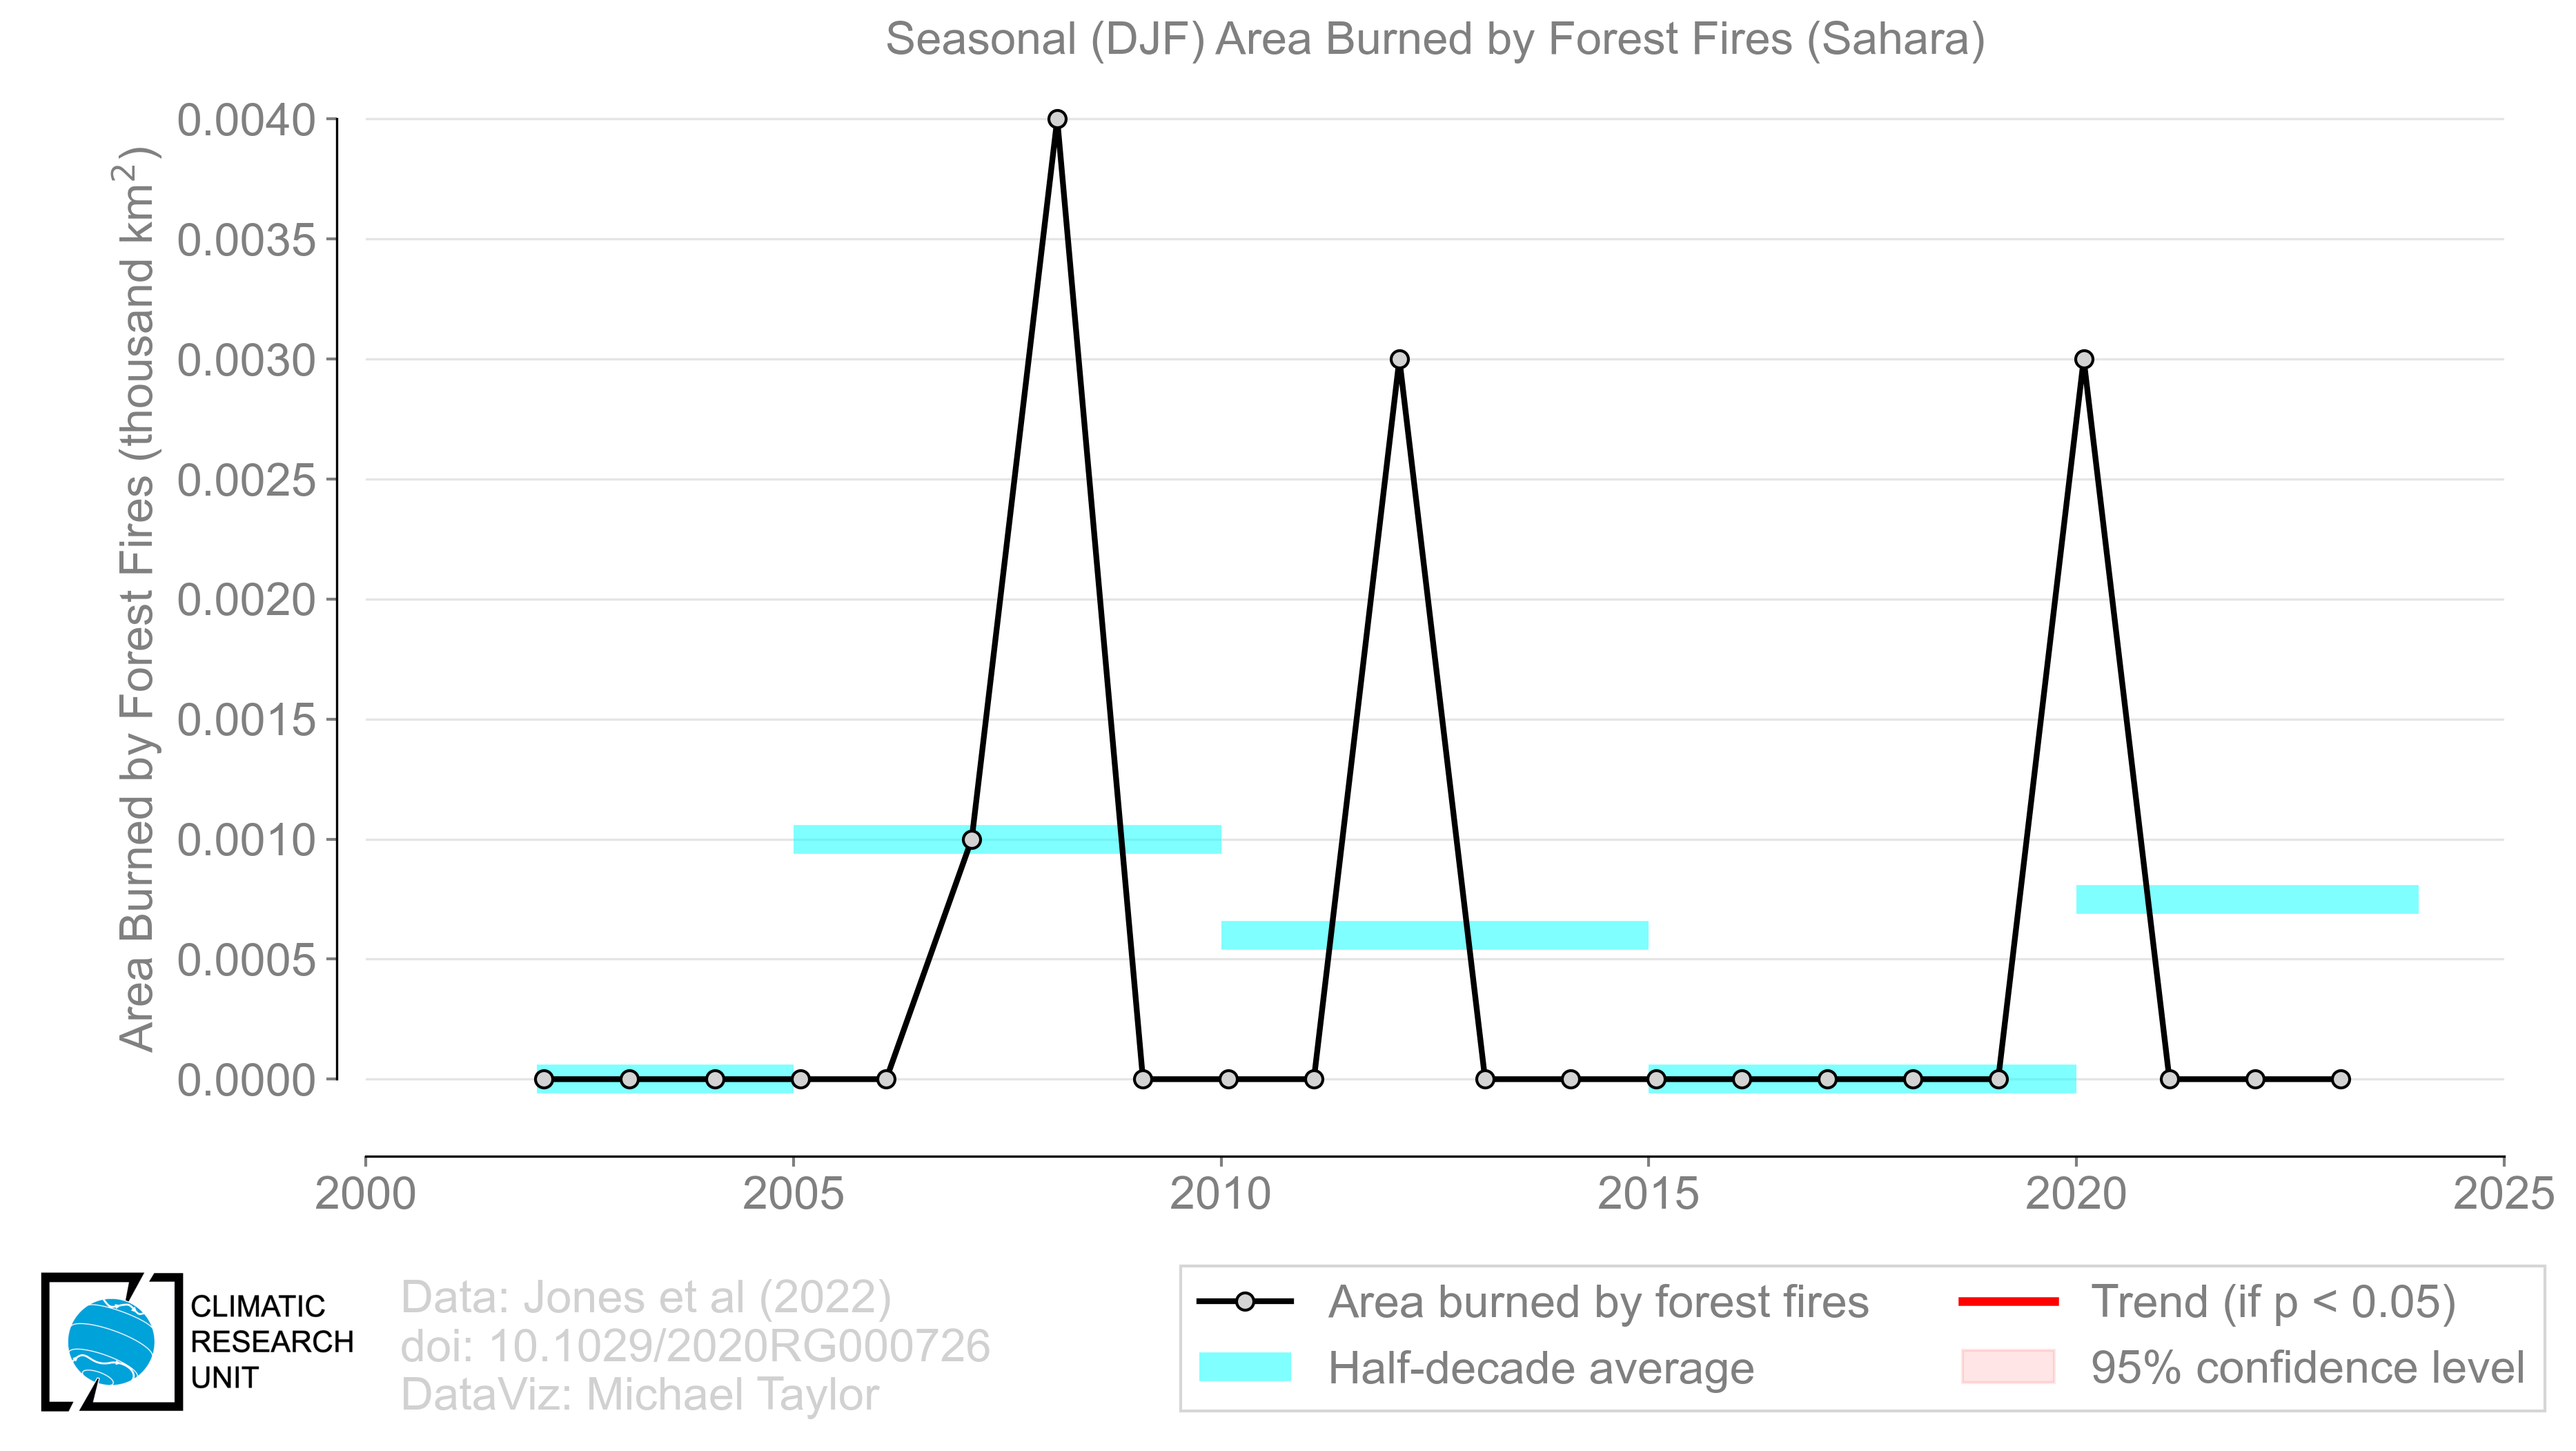 Seasonal (DJF) Area Burned by Forest Fires (Sahara)
Area Burned by Forest Fires (thousand km²)
0.0040
0.0035
0.0030
0.0025
0.0020
0.0015
0.0010
0.0005
0.0000
2000 2005 2010 2015 2020 2025
CLIMATIC
RESEARCH
UNIT
Data: Jones et al (2022)
doi: 10.1029/2020RG000726
DataViz: Michael Taylor
Area burned by forest fires
Half-decade average
Trend (if p < 0.05)
95% confidence level